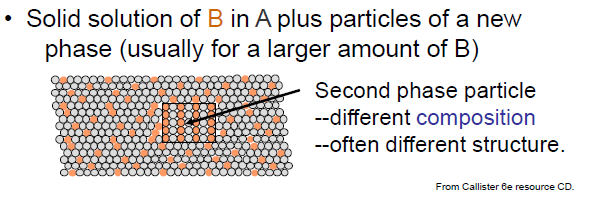 • Solid solution of B in A plus particles of a new
phase (usually for a larger amount of B)
Second phase particle
--different composition
--often different structure.
From Callister 6e resource CD.